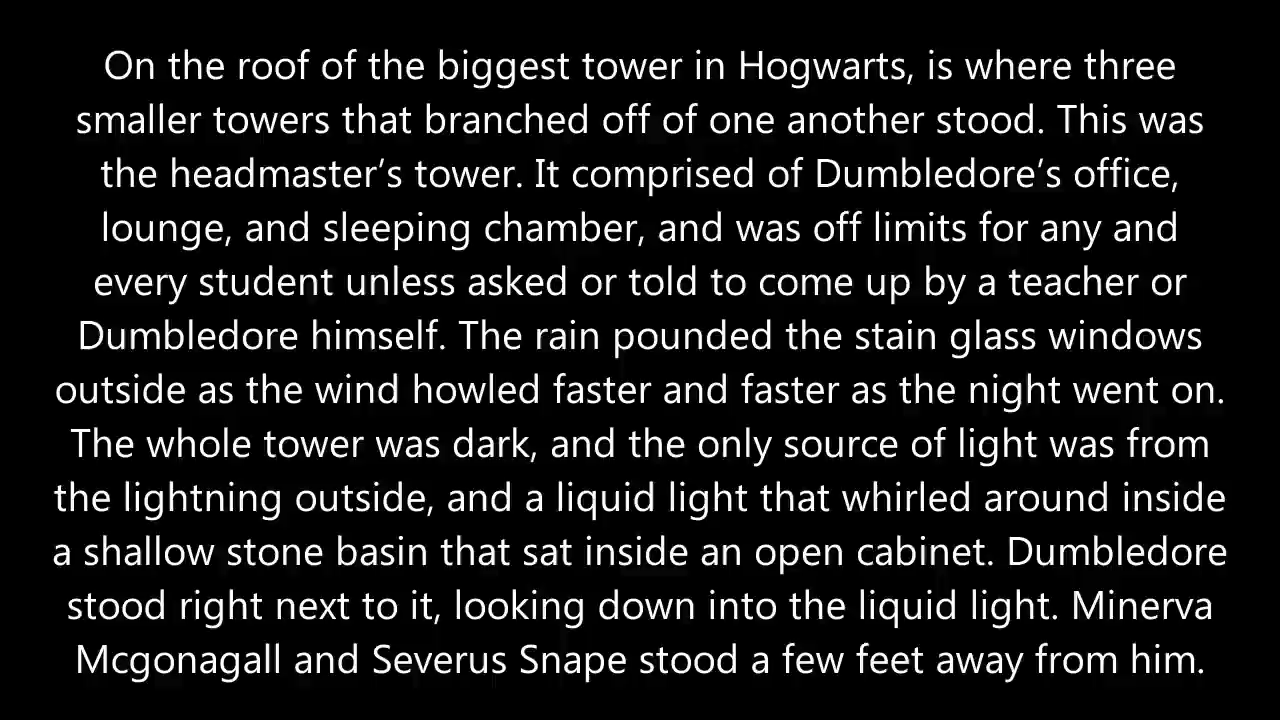 On the roof of the biggest tower in Hogwarts, is where three
smaller towers that branched off of one another stood. This was
the headmaster’s tower. It comprised of Dumbledore’s office,
lounge, and sleeping chamber, and was off limits for any and
every student unless asked or told to come up by a teacher or
Dumbledore himself. The rain pounded the stain glass windows
outside as the wind howled faster and faster as the night went on.
The whole tower was dark, and the only source of light was from
the lightning outside, and a liquid light that whirled around inside
a shallow stone basin that sat inside an open cabinet. Dumbledore
stood right next to it, looking down into the liquid light. Minerva
Mcgonagall and Severus Snape stood a few feet away from him.